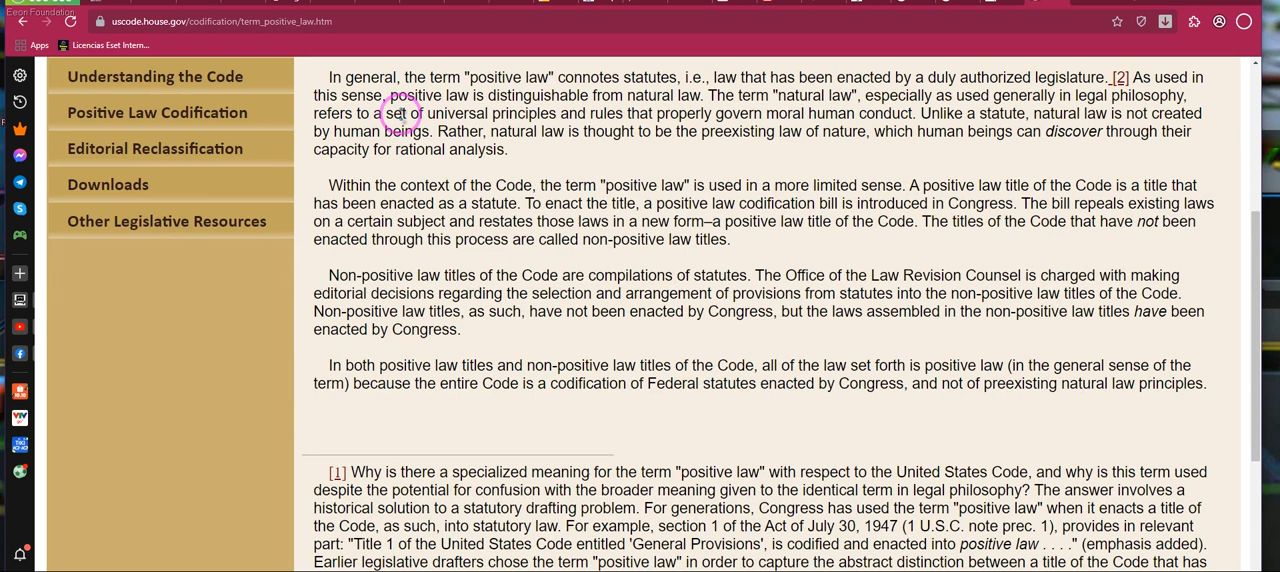 Eeon Foundation
uscode.house.gov/codification/term_positive_law.htm
Apps
Licencias Eset Intern...
Understanding the Code
Positive Law Codification
Editorial Reclassification
Downloads
Other Legislative Resources
In general, the term "positive law" connotes statutes, i.e., law that has been enacted by a duly authorized legislature. [2] As used in
this sense, positive law is distinguishable from natural law. The term "natural law", especially as used generally in legal philosophy,
refers to a set of universal principles and rules that properly govern moral human conduct. Unlike a statute, natural law is not created
by human beings. Rather, natural law is thought to be the preexisting law of nature, which human beings can discover through their
capacity for rational analysis.
Within the context of the Code, the term "positive law" is used in a more limited sense. A positive law title of the Code is a title that
has been enacted as a statute. To enact the title, a positive law codification bill is introduced in Congress. The bill repeals existing laws
on a certain subject and restates those laws in a new form–a positive law title of the Code. The titles of the Code that have not been
enacted through this process are called non-positive law titles.
Non-positive law titles of the Code are compilations of statutes. The Office of the Law Revision Counsel is charged with making
editorial decisions regarding the selection and arrangement of provisions from statutes into the non-positive law titles of the Code.
Non-positive law titles, as such, have not been enacted by Congress, but the laws assembled in the non-positive law titles have been
enacted by Congress.
In both positive law titles and non-positive law titles of the Code, all of the law set forth is positive law (in the general sense of the
term) because the entire Code is a codification of Federal statutes enacted by Congress, and not of preexisting natural law principles.
[1] Why is there a specialized meaning for the term "positive law" with respect to the United States Code, and why is this term used
despite the potential for confusion with the broader meaning given to the identical term in legal philosophy? The answer involves a
historical solution to a statutory drafting problem. For generations, Congress has used the term "positive law" when it enacts a title of
the Code, as such, into statutory law. For example, section 1 of the Act of July 30, 1947 (1 U.S.C. note prec. 1), provides in relevant
part: "Title 1 of the United States Code entitled 'General Provisions', is codified and enacted into positive law . . . ." (emphasis added).
Earlier legislative drafters chose the term "positive law" in order to capture the abstract distinction between a title of the Code that has